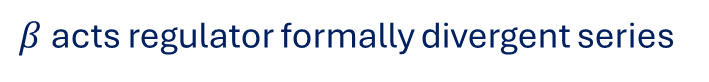 β acts regulator formally divergent series